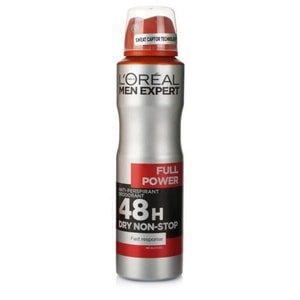 SWEAT CAPTOR TECHNOLOGY
L'ORÉAL
MEN EXPERT
FULL
POWER
ANTI-PERSPIRANT
DEODORANT
48H
DRY NON-STOP
Fast response